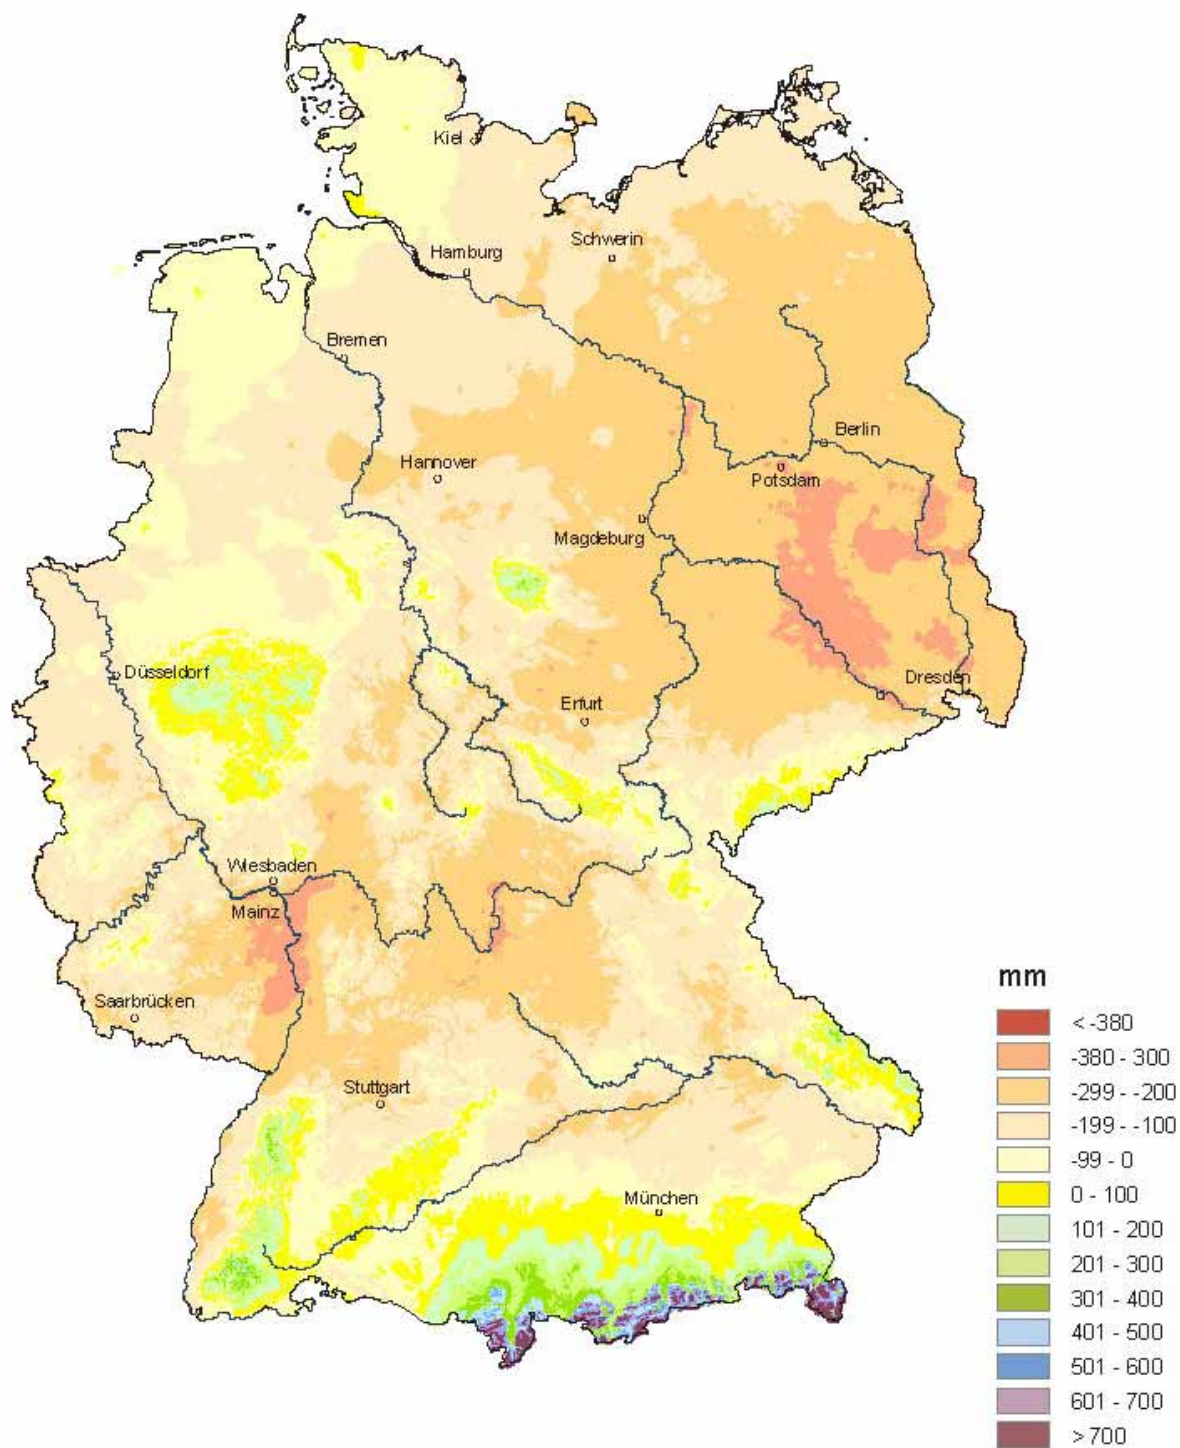 Kiel
Schwerin
Hamburg
Bremen
Berlin
Hannover
Potsdam
Magdeburg
Düsseldorf
Dresden
Erfurt
Wiesbaden
Mainz
Saarbrücken
Stuttgart
München
mm
< -380
-380 - 300
-299 - -200
-199 - -100
-99 - 0
0 - 100
101 - 200
201 - 300
301 - 400
401 - 500
501 - 600
601 - 700
> 700